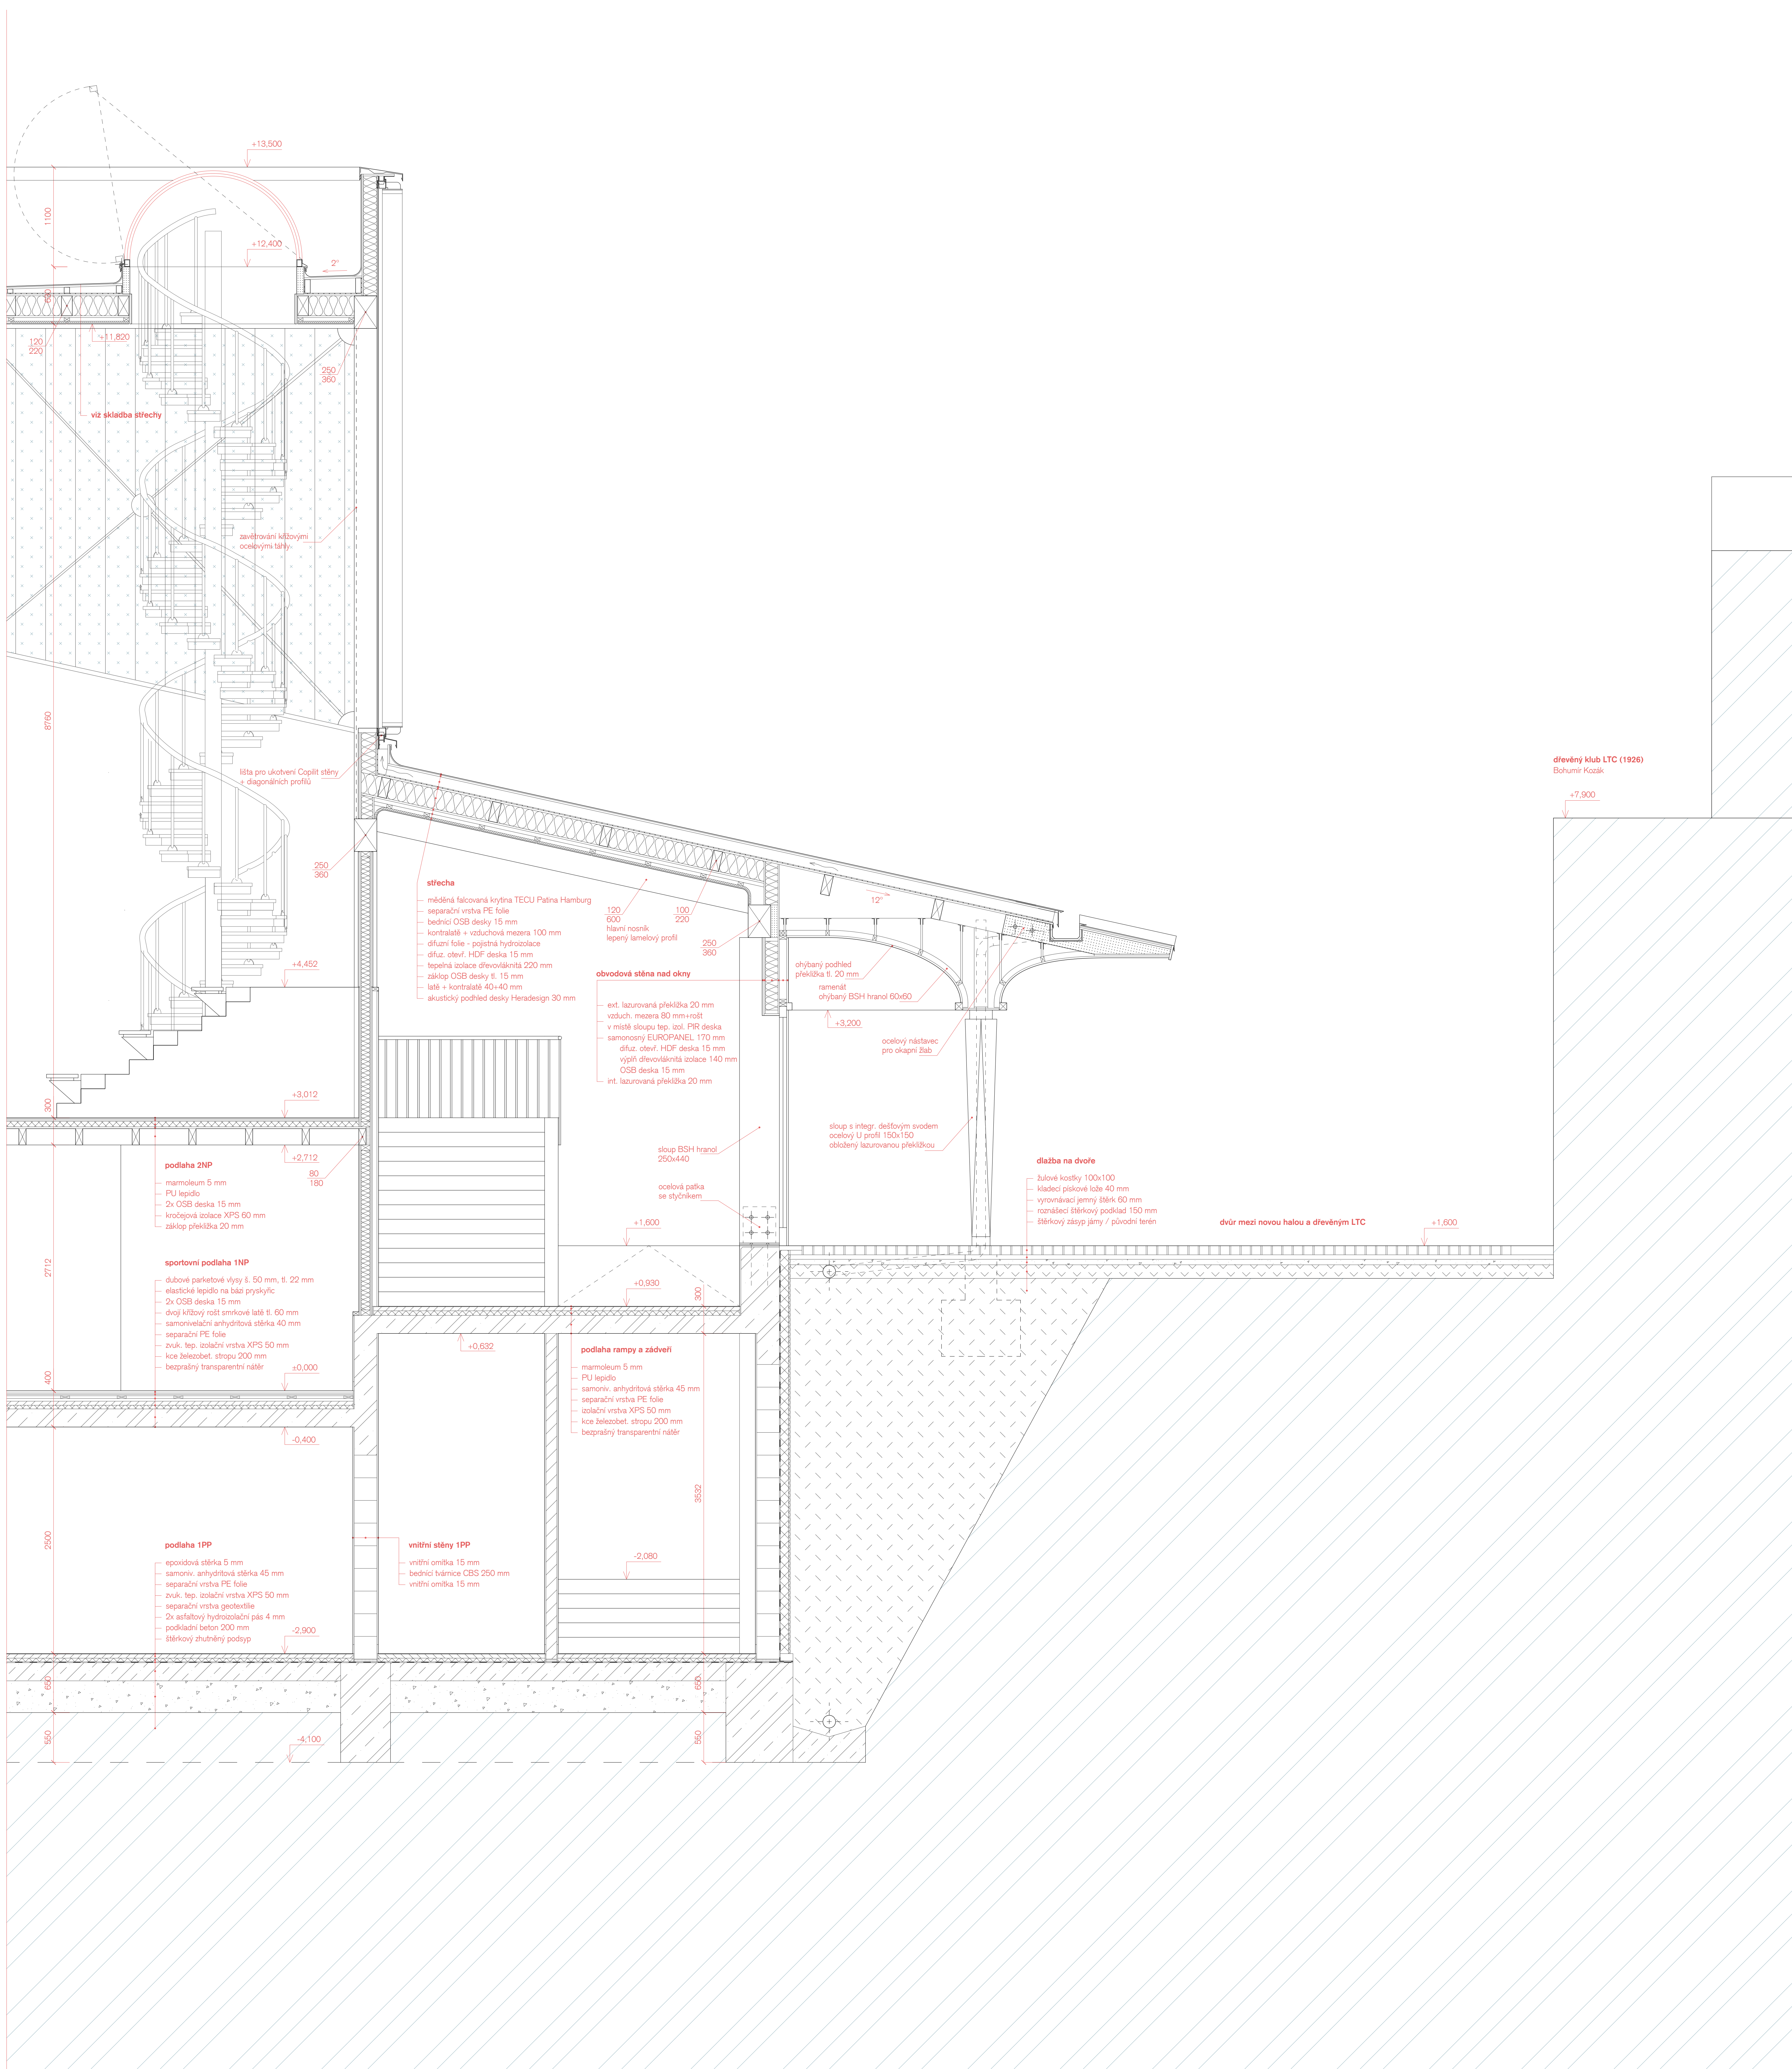 +13,500
1100
+12,400
2°
680
+11,820
120
220
250
360
viz skladba střechy
zavětrování křížovými
ocelovými táhly
8760
lišta pro ukotvení Copilit stěny
+ diagonálních profilů
dřevěný klub LTC (1926)
Bohumír Kozák
+7,900
250
360
střecha
měděná falcovaná krytina TECU Patina Hamburg
separační vrstva PE folie
bednící OSB desky 15 mm
kontralatě + vzduchová mezera 100 mm
difuzní folie - pojistná hydroizolace
difuz. otevř. HDF deska 15 mm
tepelná izolace dřevovláknitá 220 mm
záklop OSB desky tl. 15 mm
latě + kontralatě 40+40 mm
akustický podhled desky Heradesign 30 mm
120
600
hlavní nosník
lepený lamelový profil
100
220
250
360
12°
obvodová stěna nad okny
ext. lazurovaná překližka 20 mm
vzduch. mezera 80 mm+rošt
v místě sloupu tep. izol. PIR deska
samonosný EUROPANEL 170 mm
difuz. otevř. HDF deska 15 mm
výplň dřevovláknitá izolace 140 mm
OSB deska 15 mm
int. lazurovaná překližka 20 mm
ohýbaný podhled
překližka tl. 20 mm
ramenát
ohýbaný BSH hranol 60x60
+3,200
ocelový nástavec
pro okapní žlab
+4,452
+3,012
300
+2,712
80
180
podlaha 2NP
marmoleum 5 mm
PU lepidlo
2x OSB deska 15 mm
kročejová izolace XPS 60 mm
záklop překližka 20 mm
sloup BSH hranol
250x440
ocelová patka
se styčníkem
sloup s integr. dešťovým svodem
ocelový U profil 150x150
obložený lazurovanou překližkou
dlažba na dvoře
žulové kostky 100x100
kladecí pískové lože 40 mm
vyrovnávací jemný štěrk 60 mm
roznášecí štěrkový podklad 150 mm
štěrkový zásyp jámy / původní terén
dvůr mezi novou halou a dřevěným LTC
+1,600
+1,600
2712
sportovní podlaha 1NP
dubové parketové vlysy š. 50 mm, tl. 22 mm
elastické lepidlo na bázi pryskyřic
2x OSB deska 15 mm
dvojí křížový rošt smrkové latě tl. 60 mm
samonivelační anhydritová stěrka 40 mm
separační PE folie
zvuk. tep. izolační vrstva XPS 50 mm
kce železobet. stropu 200 mm
bezprašný transparentní nátěr
±0,000
400
-0,400
+0,930
300
+0,632
podlaha rampy a zádveří
marmoleum 5 mm
PU lepidlo
samoniv. anhydritová stěrka 45 mm
separační vrstva PE folie
izolační vrstva XPS 50 mm
kce železobet. stropu 200 mm
bezprašný transparentní nátěr
3532
2500
podlaha 1PP
epoxidová stěrka 5 mm
samoniv. anhydritová stěrka 45 mm
separační vrstva PE folie
zvuk. tep. izolační vrstva XPS 50 mm
separační vrstva geotextilie
2x asfaltový hydroizolační pás 4 mm
podkladní beton 200 mm
štěrkový zhutněný podsyp
vnitřní stěny 1PP
vnitřní omítka 15 mm
bednící tvárnice CBS 250 mm
vnitřní omítka 15 mm
-2,080
-2,900
650
650
550
550
-4,100